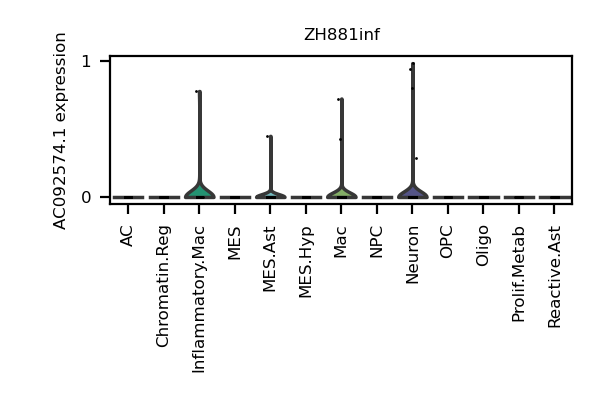 ZH881inf
AC092574.1 expression
1
0
AC
Chromatin.Reg
Inflammatory.Mac
MES
MES.Ast
MES.Hyp
Mac
NPC
Neuron
OPC
Oligo
Prolif.Metab
Reactive.Ast